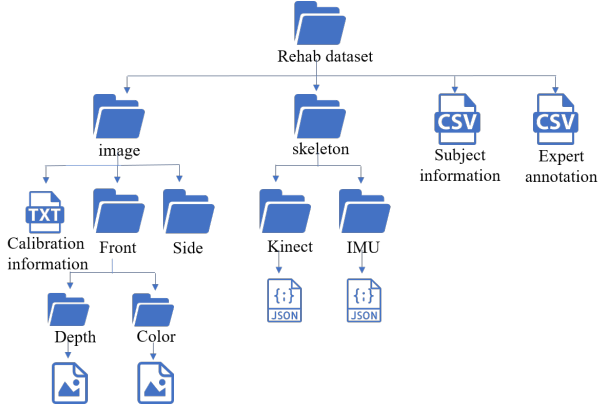 Rehab dataset
image
skeleton
CSV
Subject
information
CSV
Expert
annotation
TXT
Calibration
information
Front
Side
Kinect
IMU
{;}
JSON
{;}
JSON
Depth
Color